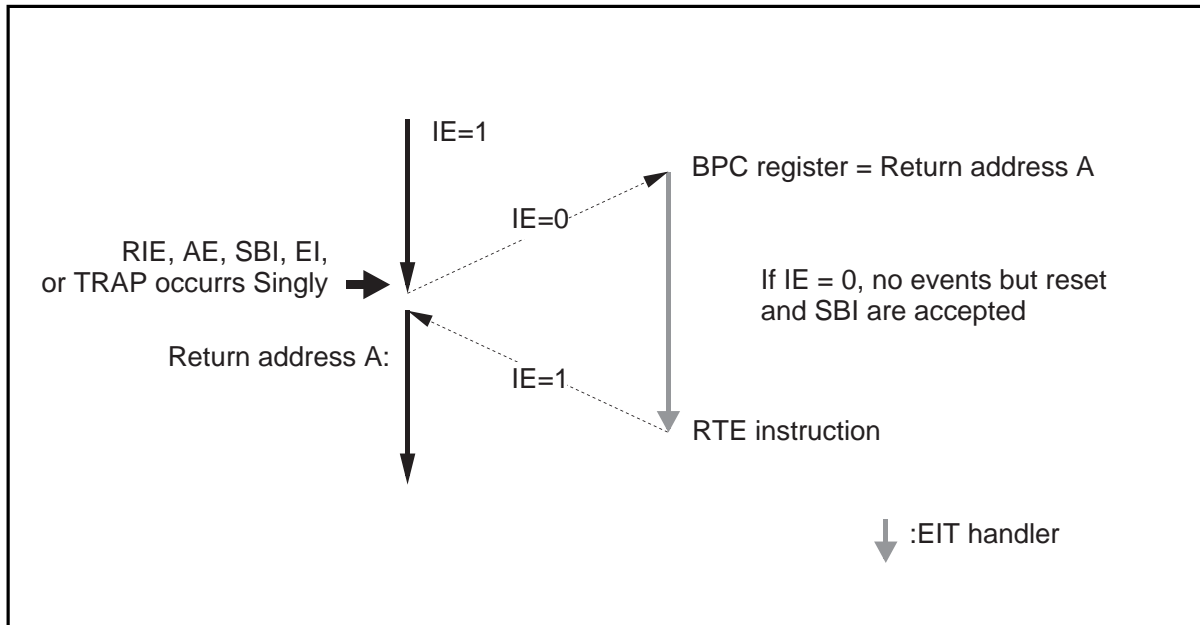 IE=1
BPC register = Return address A
IE=0
RIE, AE, SBI, EI,
or TRAP occurrs Singly
If IE = 0, no events but reset
and SBI are accepted
Return address A:
IE=1
RTE instruction
:EIT handler